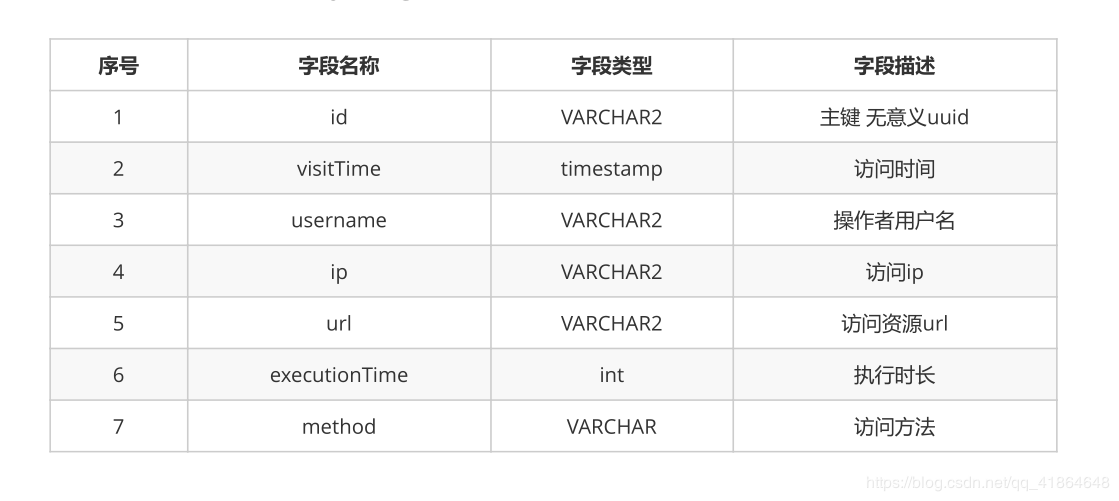 序号 字段名称 字段类型 字段描述
1 id VARCHAR2 主键 无意义uuid
2 visitTime timestamp 访问时间
3 username VARCHAR2 操作者用户名
4 ip VARCHAR2 访问ip
5 url VARCHAR2 访问资源url
6 executionTime int 执行时长
7 method VARCHAR 访问方法
https://blog.csdn.net/qq_41864648